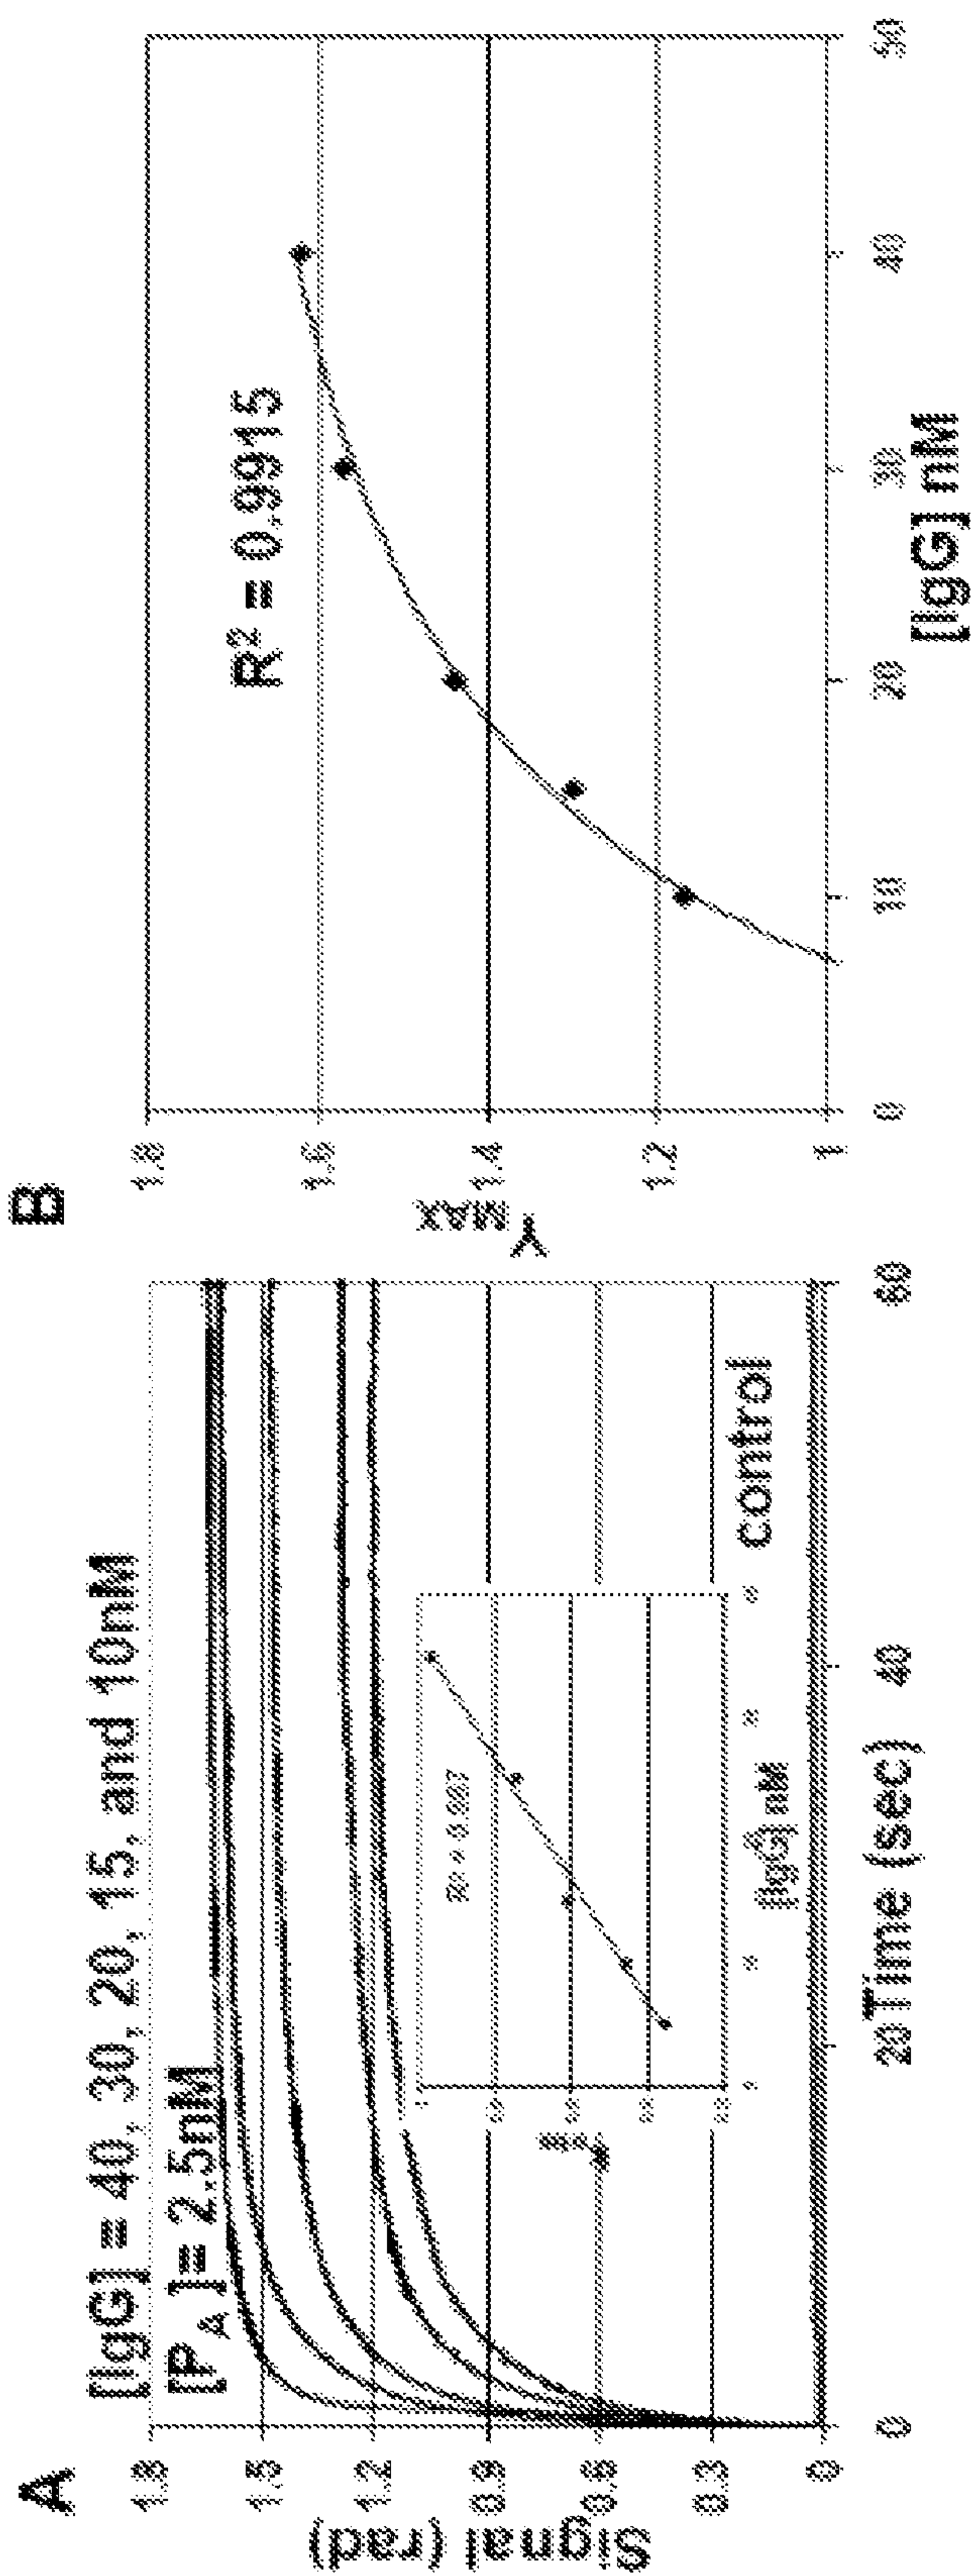 A
[IgG] = 40, 30, 20, 15, and 10nM
[PA]= 2.5nM
Signal (rad)
1.8
1.5
1.2
0.9
0.6
0.3
0
control
[IgG] nM
0
20
40
60
Time (sec)
B
YMAX
1.8
1.6
1.4
1.2
1
R² = 0.9915
0
10
20
30
40
50
[IgG] nM